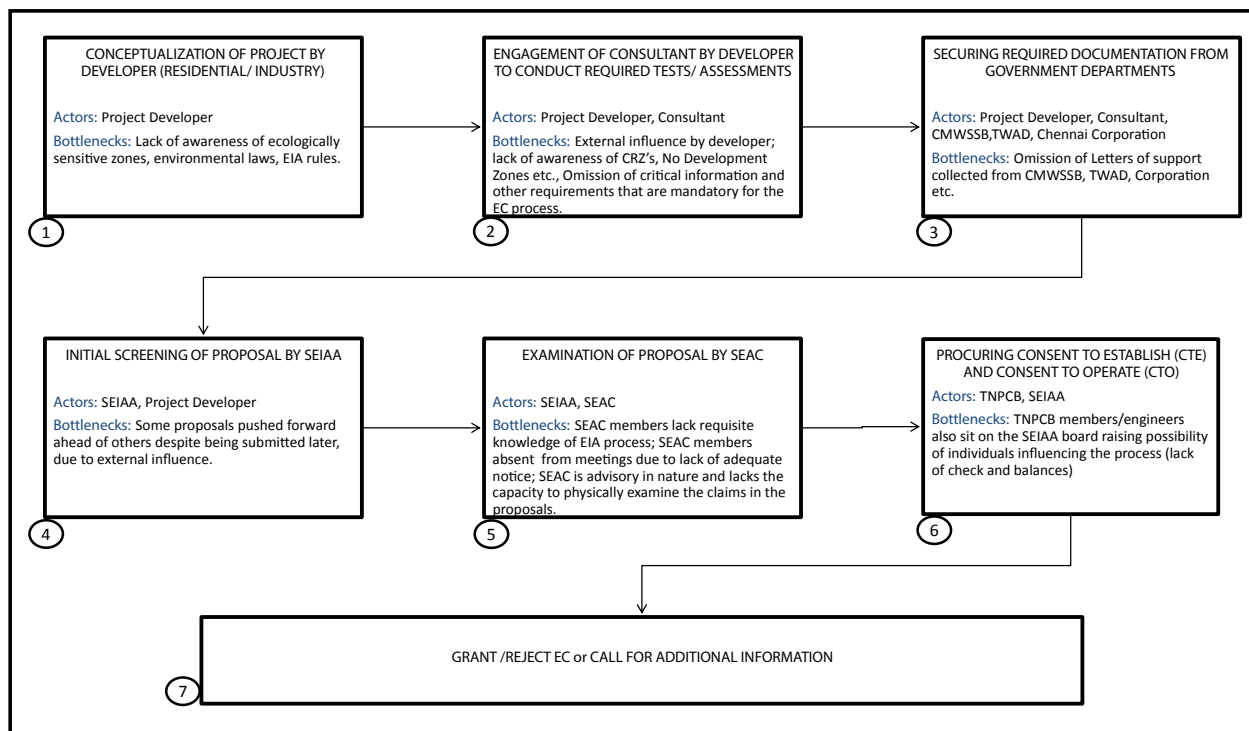 CONCEPTUALIZATION OF PROJECT BY
DEVELOPER (RESIDENTIAL/ INDUSTRY)
Actors: Project Developer
Bottlenecks: Lack of awareness of ecologically
sensitive zones, environmental laws, EIA rules.
1
ENGAGEMENT OF CONSULTANT BY DEVELOPER
TO CONDUCT REQUIRED TESTS/ ASSESSMENTS
Actors: Project Developer, Consultant
Bottlenecks: External influence by developer;
lack of awareness of CRZ's, No Development
Zones etc., Omission of critical information and
other requirements that are mandatory for the
EC process.
2
SECURING REQUIRED DOCUMENTATION FROM
GOVERNMENT DEPARTMENTS
Actors: Project Developer, Consultant,
CMWSSB,TWAD, Chennai Corporation
Bottlenecks: Omission of Letters of support
collected from CMWSSB, TWAD, Corporation
etc.
3
INITIAL SCREENING OF PROPOSAL BY SEIAA
Actors: SEIAA, Project Developer
Bottlenecks: Some proposals pushed forward
ahead of others despite being submitted later,
due to external influence.
4
EXAMINATION OF PROPOSAL BY SEAC
Actors: SEIAA, SEAC
Bottlenecks: SEAC members lack requisite
knowledge of EIA process; SEAC members
absent from meetings due to lack of adequate
notice; SEAC is advisory in nature and lacks the
capacity to physically examine the claims in the
proposals.
5
PROCURING CONSENT TO ESTABLISH (CTE)
AND CONSENT TO OPERATE (CTO)
Actors: TNPCB, SEIAA
Bottlenecks: TNPCB members/engineers
also sit on the SEIAA board raising possibility
of individuals influencing the process (lack
of check and balances)
6
GRANT /REJECT EC or CALL FOR ADDITIONAL INFORMATION
7